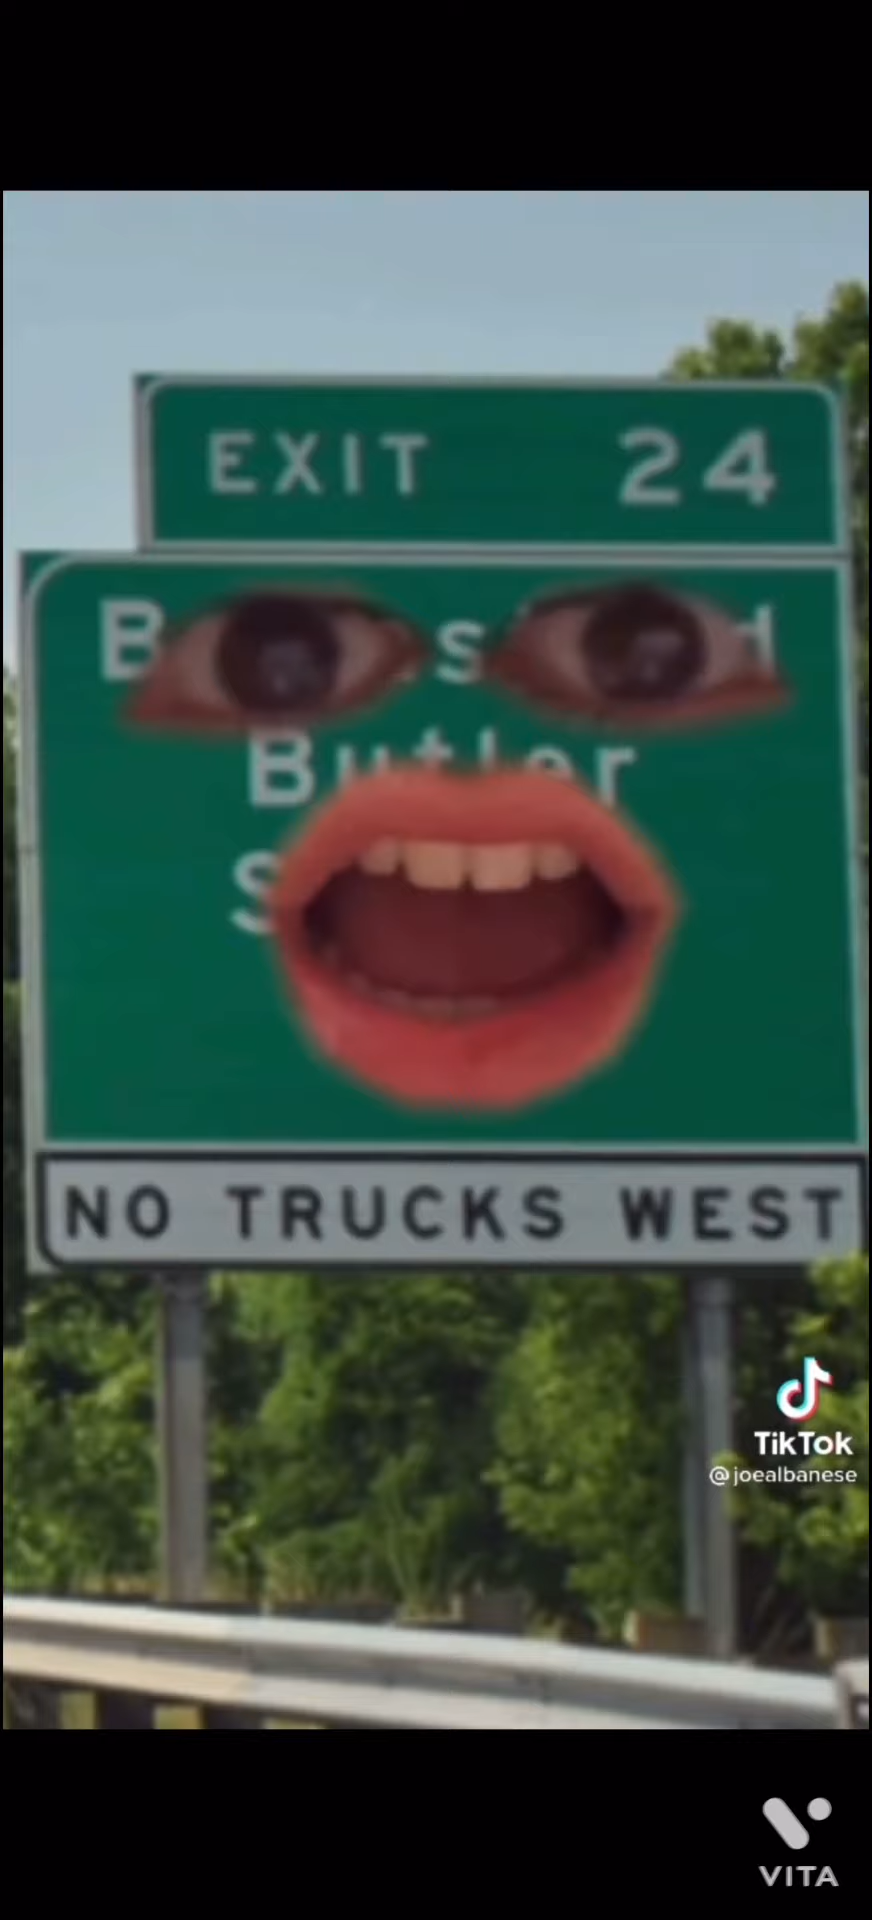 EXIT 24
Butler
NO TRUCKS WEST
TikTok
@joealbanese
VITA